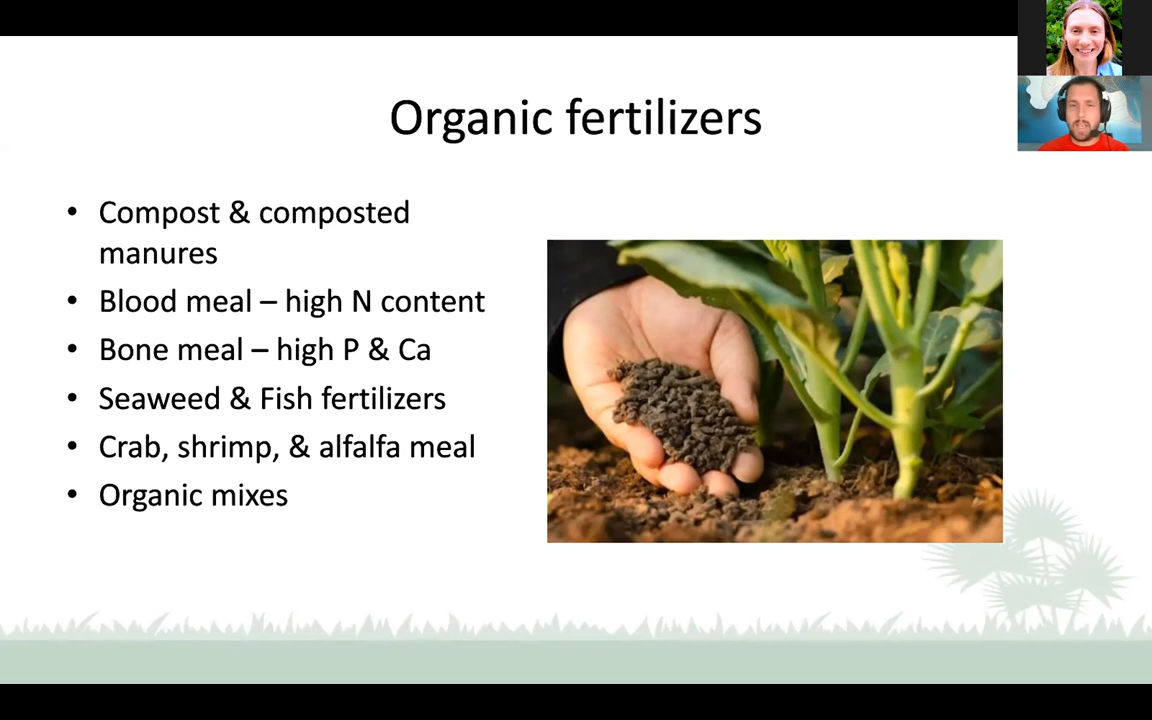 Organic fertilizers
• Compost & composted
manures
• Blood meal – high N content
• Bone meal – high P & Ca
• Seaweed & Fish fertilizers
• Crab, shrimp, & alfalfa meal
• Organic mixes